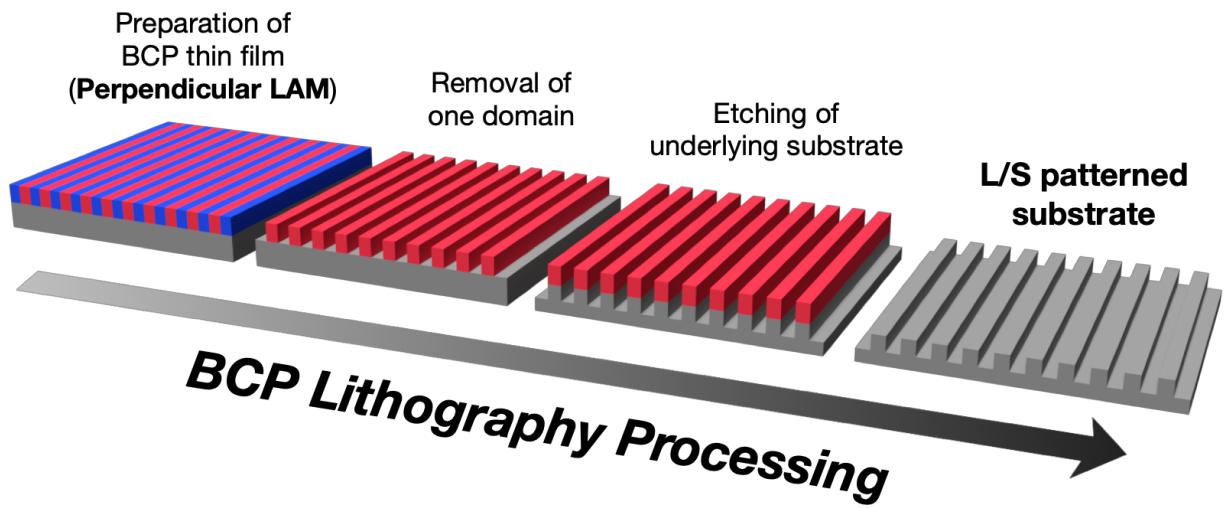 Preparation of
BCP thin film
(Perpendicular LAM)
Removal of
one domain
Etching of
underlying substrate
L/S patterned
substrate
BCP Lithography Processing